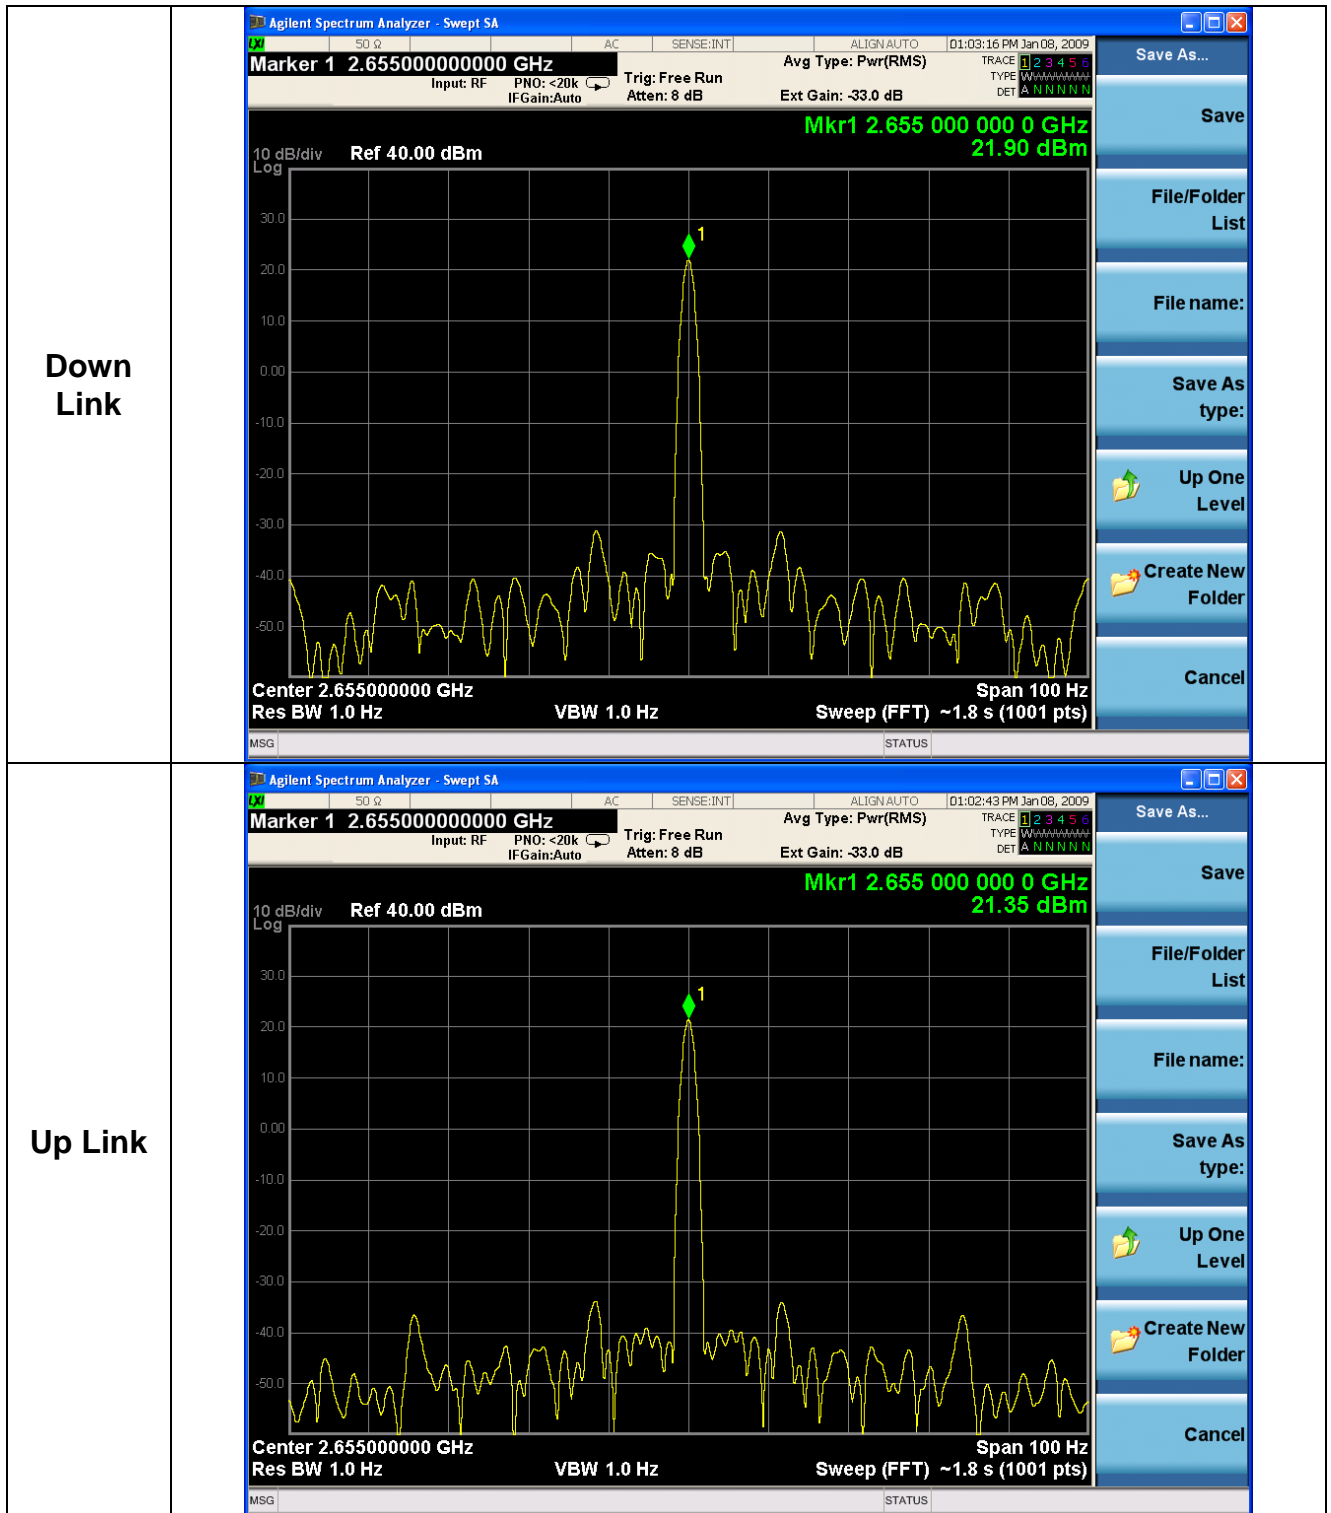 Down
Link
Agilent Spectrum Analyzer - Swept SA
LXI 50 Ω AC SENSE:INT ALIGN AUTO 01:03:16 PM Jan 08, 2009
Marker 1 2.655000000000 GHz
Avg Type: Pwr(RMS)
TRACE 1 2 3 4 5 6
Input: RF PNO: <20k Trig: Free Run TYPE
IFGain:Auto Atten: 8 dB Ext Gain: -33.0 dB DET A N N N N N
Mkr1 2.655 000 000 0 GHz
21.90 dBm
10 dB/div Ref 40.00 dBm
Log
30.0
1
20.0
10.0
0.00
-10.0
-20.0
-30.0
-40.0
-50.0
Center 2.655000000 GHz Span 100 Hz
Res BW 1.0 Hz VBW 1.0 Hz Sweep (FFT) ~1.8 s (1001 pts)
MSG STATUS
Save As...
Save
File/Folder
List
File name:
Save As
type:
Up One
Level
Create New
Folder
Cancel
Up Link
Agilent Spectrum Analyzer - Swept SA
LXI 50 Ω AC SENSE:INT ALIGN AUTO 01:02:43 PM Jan 08, 2009
Marker 1 2.655000000000 GHz
Avg Type: Pwr(RMS)
TRACE 1 2 3 4 5 6
Input: RF PNO: <20k Trig: Free Run TYPE
IFGain:Auto Atten: 8 dB Ext Gain: -33.0 dB DET A N N N N N
Mkr1 2.655 000 000 0 GHz
21.35 dBm
10 dB/div Ref 40.00 dBm
Log
30.0
1
20.0
10.0
0.00
-10.0
-20.0
-30.0
-40.0
-50.0
Center 2.655000000 GHz Span 100 Hz
Res BW 1.0 Hz VBW 1.0 Hz Sweep (FFT) ~1.8 s (1001 pts)
MSG STATUS
Save As...
Save
File/Folder
List
File name:
Save As
type:
Up One
Level
Create New
Folder
Cancel